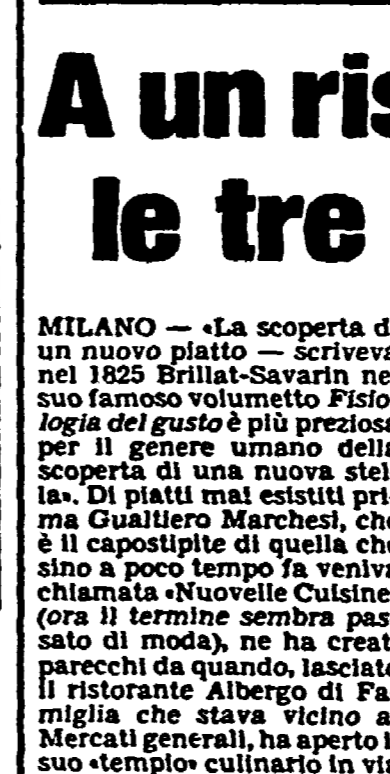 A un ris
le tre
MILANO — «La scoperta d
un nuovo piatto — scriveva
nel 1825 Brillat-Savarin ne
suo famoso volumetto Fisio
logia del gusto è più preziosa
per il genere umano della
scoperta di una nuova stel
la». Di piatti mai esistiti pri
ma Gualtiero Marchesi, che
è il capostipite di quella che
sino a poco tempo fa veniva
chiamata «Nuovelle Cuisine
(ora il termine sembra pas
sato di moda), ne ha creat
parecchi da quando, lasciato
il ristorante Albergo di Fa
miglia che stava vicino a
Mercati generali, ha aperto i
suo «tempio» culinario in vi